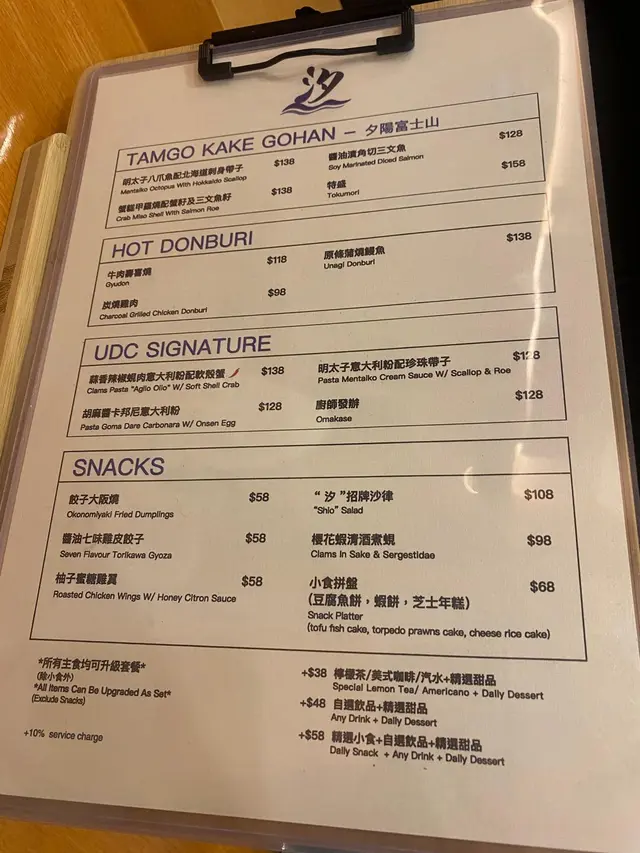 汐
TAMGO KAKE GOHAN – 夕陽富士山
明太子八爪魚配北海道刺身帶子 $138
Mentaiko Octopus With Hokkaido Scallop
蟹膏甲羅燒配蟹籽及三文魚籽 $138
Crab Miso Shell With Salmon Roe
醬油漬角切三文魚 $128
Soy Marinated Diced Salmon
特盛 $158
Tokumori
HOT DONBURI
牛肉壽喜燒 $118
Gyudon
炭燒雞肉 $98
Charcoal Grilled Chicken Donburi
原條蒲燒鰻魚 $138
Unagi Donburi
UDC SIGNATURE
蒜香辣椒蜆肉意大利粉配軟殼蟹 $138
Clams Pasta "Aglio Olio" W/ Soft Shell Crab
胡麻醬卡邦尼意大利粉 $128
Pasta Goma Dare Carbonara W/ Onsen Egg
明太子意大利粉配珍珠帶子 $128
Pasta Mentaiko Cream Sauce W/ Scallop & Roe
廚師發辦 $128
Omakase
SNACKS
餃子大阪燒 $58
Okonomiyaki Fried Dumplings
醬油七味雞皮餃子 $58
Seven Flavour Torikawa Gyoza
柚子蜜糖雞翼 $58
Roasted Chicken Wings W/ Honey Citron Sauce
“ 汐 ”招牌沙律 $108
“Shio” Salad
櫻花蝦清酒煮蜆 $98
Clams in Sake & Sergestidae
小食拼盤 $68
(豆腐魚餅，蝦餅，芝士年糕)
Snack Platter
(tofu fish cake, torpedo prawns cake, cheese rice cake)
*所有主食均可升級套餐*
(除小食外)
*All Items Can Be Upgraded As Set*
(Exclude Snacks)
+10% service charge
+$38 檸檬茶/美式咖啡/汽水+精選甜品
Special Lemon Tea/ Americano + Daily Dessert
+$48 自選飲品+精選甜品
Any Drink + Daily Dessert
+$58 精選小食+自選飲品+精選甜品
Daily Snack + Any Drink + Daily Dessert